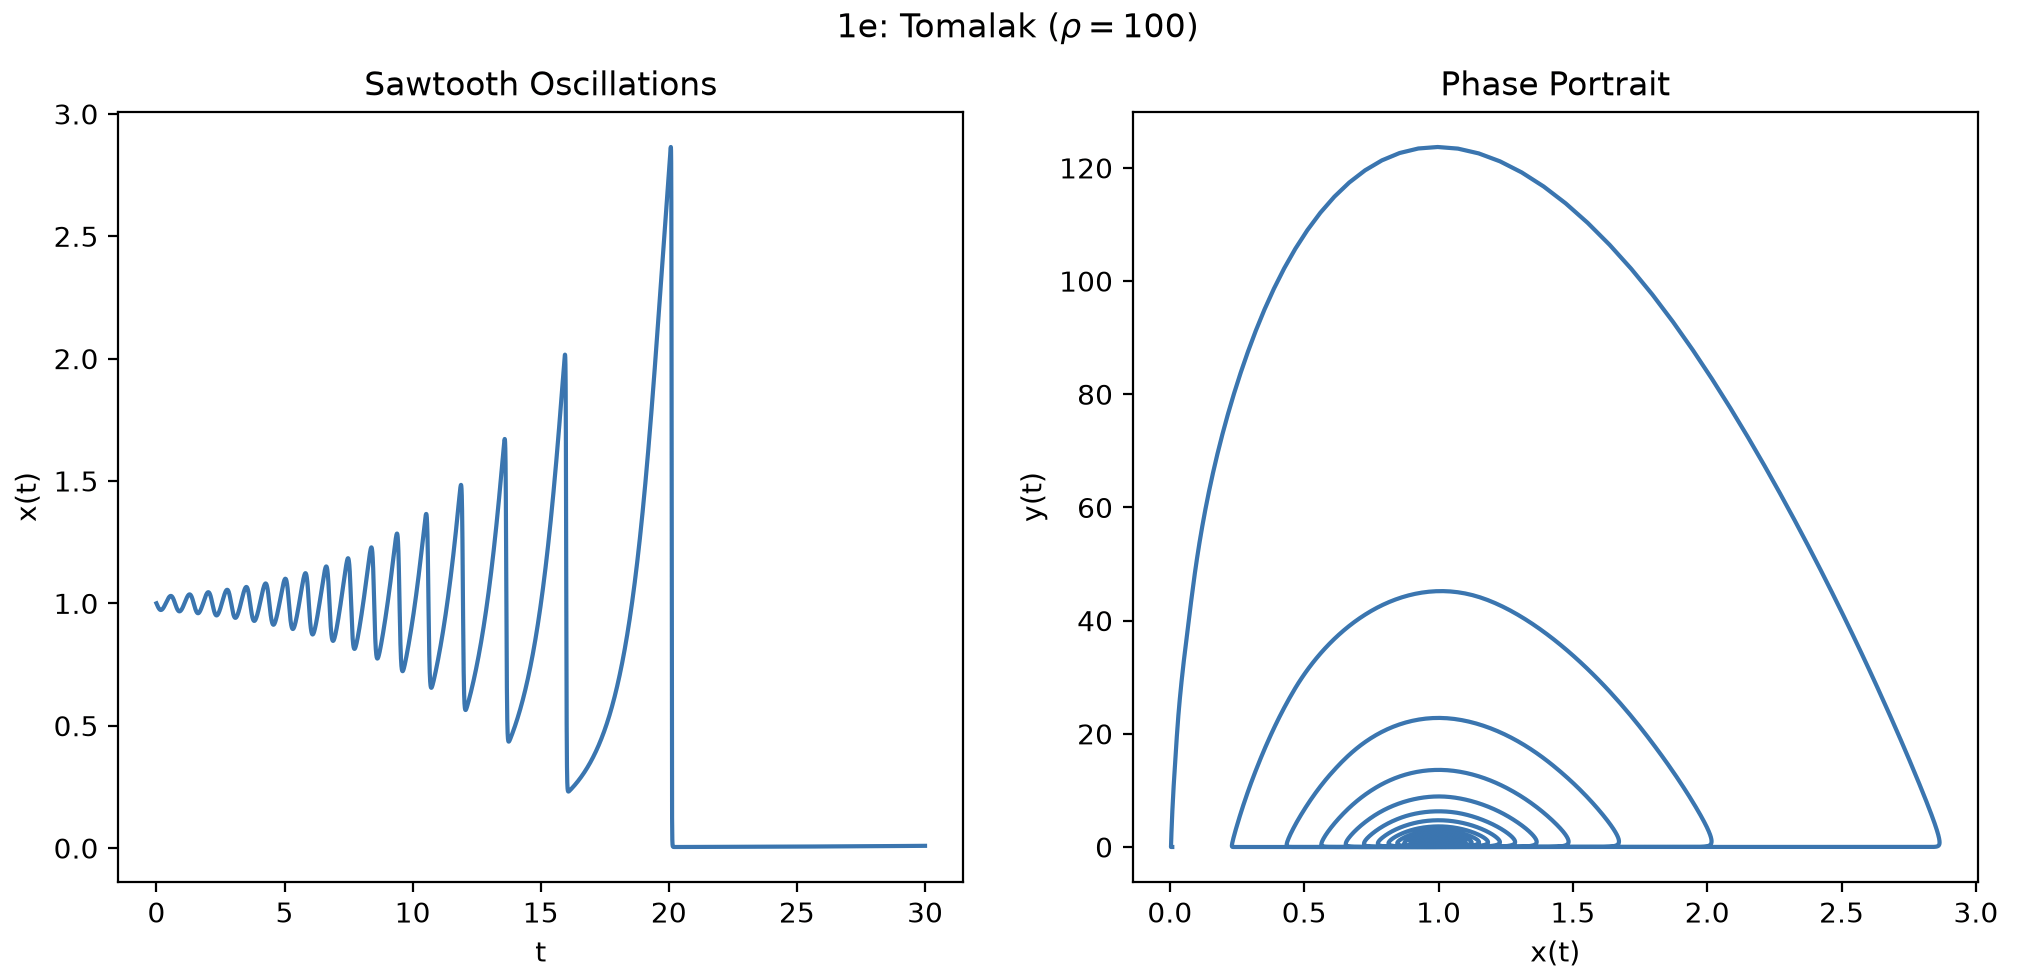 1e: Tomalak (ρ = 100)
Sawtooth Oscillations
3.0
2.5
2.0
1.5
1.0
0.5
0.0
x(t)
0 5 10 15 20 25 30
t
Phase Portrait
120
100
80
60
40
20
0
y(t)
0.0 0.5 1.0 1.5 2.0 2.5 3.0
x(t)